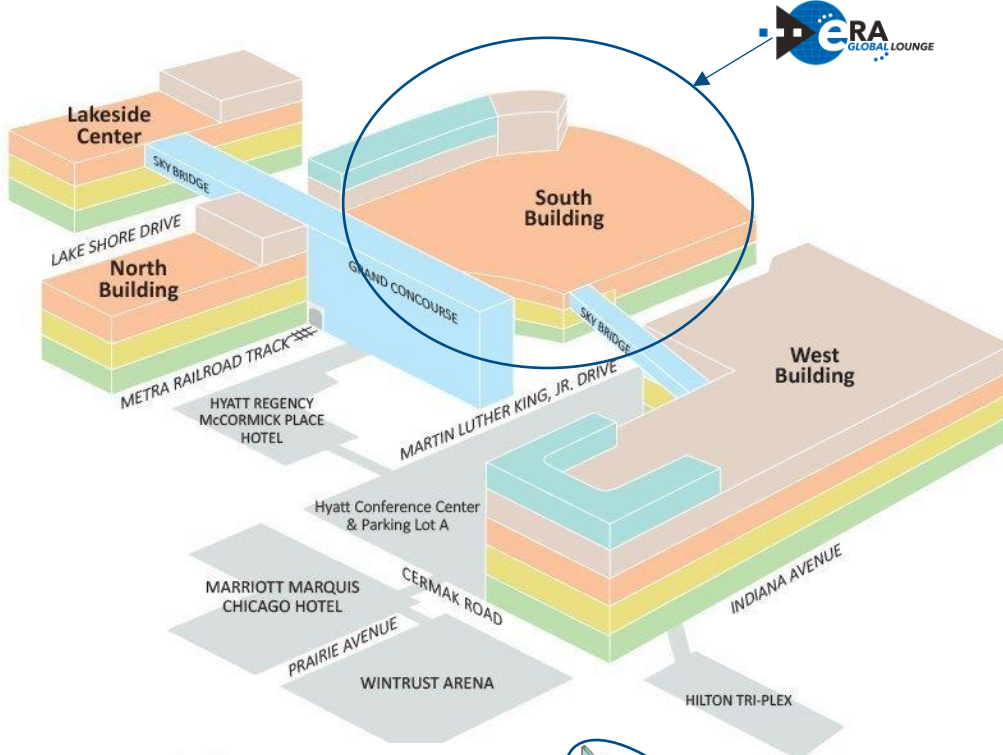 eRA
GLOBAL LOUNGE
Lakeside
Center
SKY BRIDGE
LAKE SHORE DRIVE
South
Building
North
Building
GRAND CONCOURSE
SKY BRIDGE
METRA RAILROAD TRACK
West
Building
HYATT REGENCY
McCORMICK PLACE
HOTEL
MARTIN LUTHER KING, JR. DRIVE
Hyatt Conference Center
& Parking Lot A
CERMAK ROAD
INDIANA AVENUE
MARRIOTT MARQUIS
CHICAGO HOTEL
PRAIRIE AVENUE
WINTRUST ARENA
HILTON TRI-PLEX